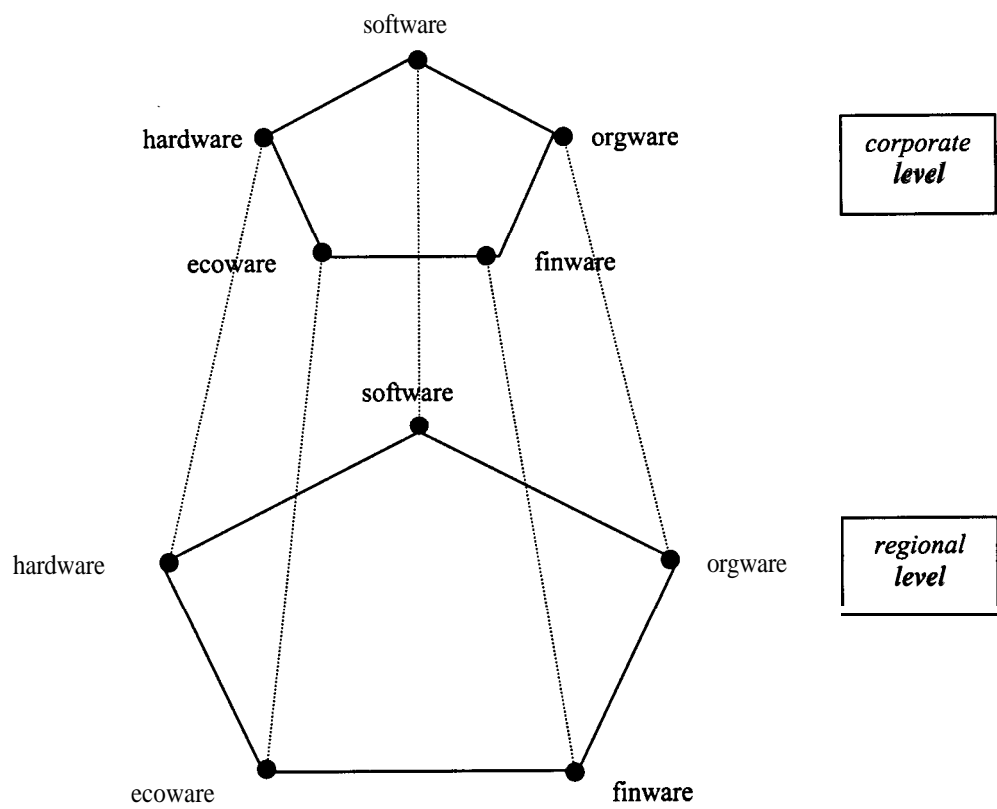 software
hardware
orgware
corporate
level
ecoware
finware
software
hardware
orgware
regional
level
ecoware
finware